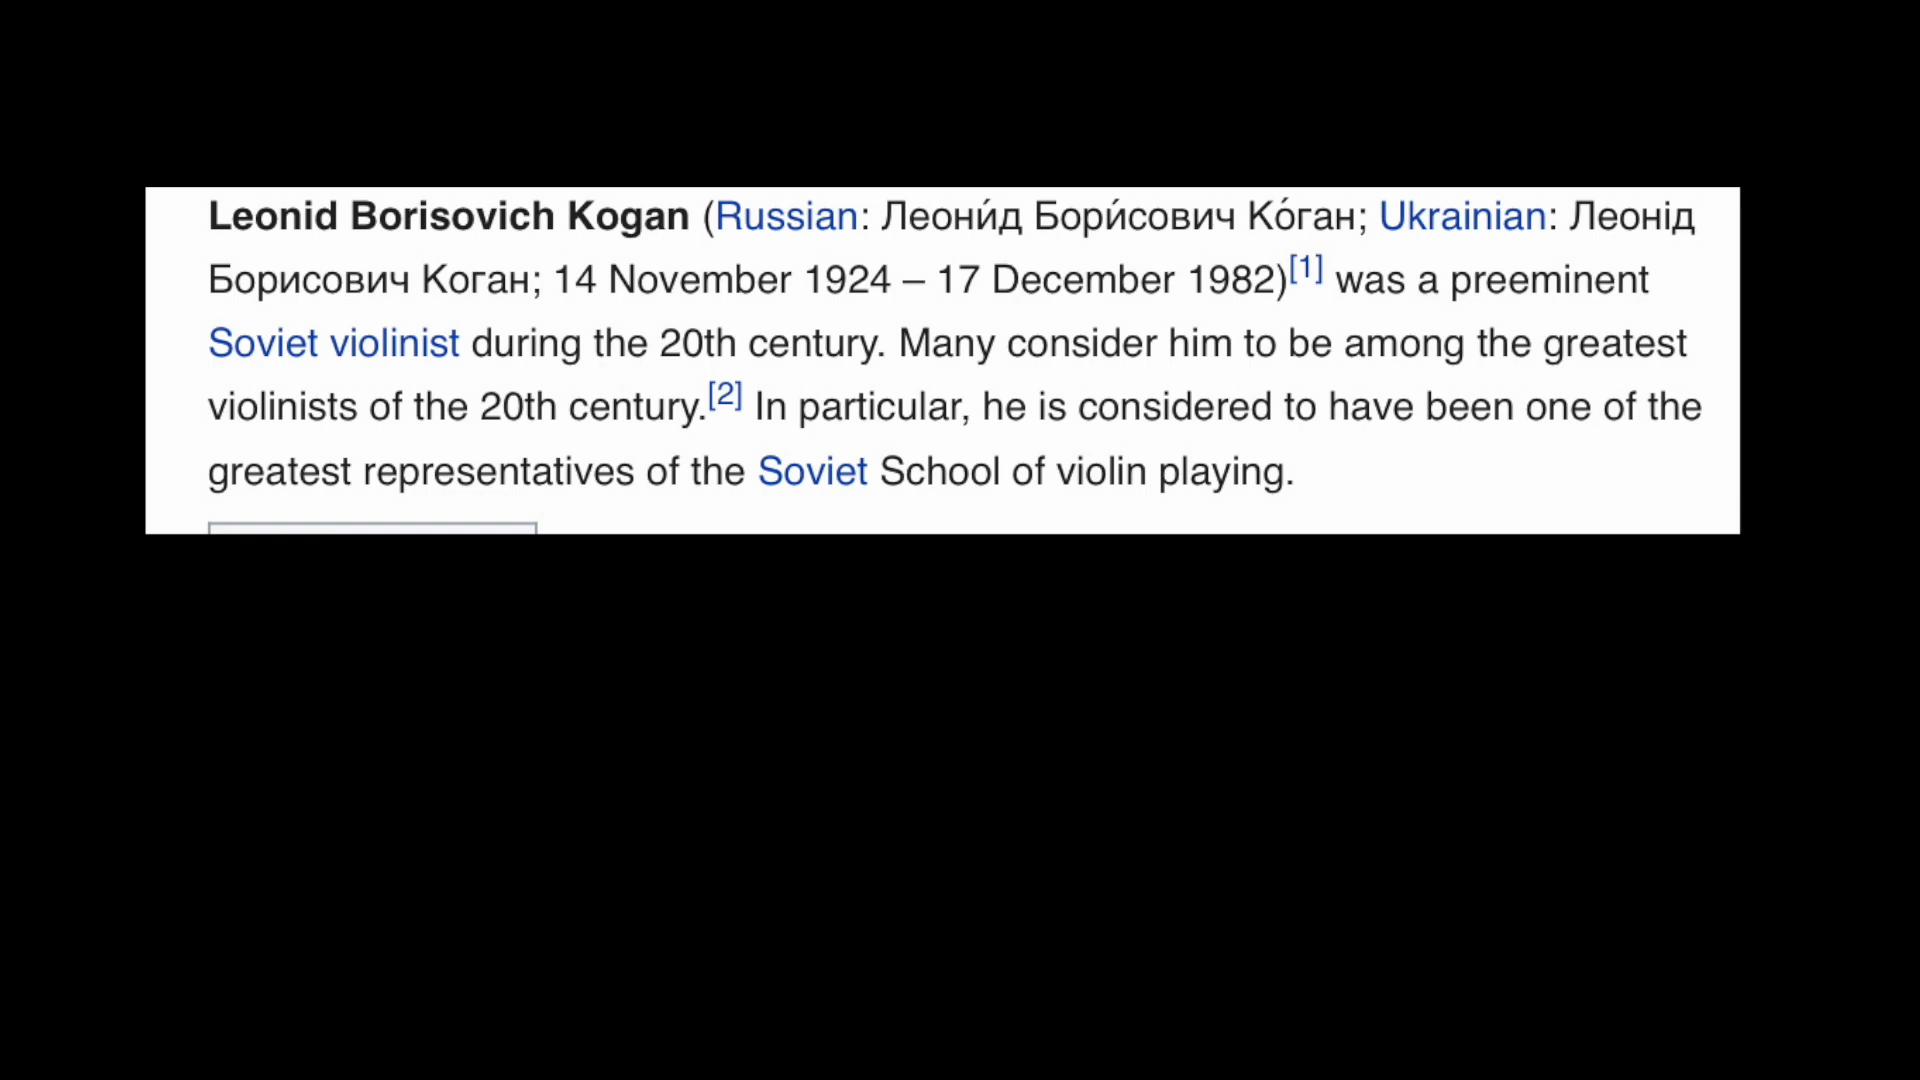 Leonid Borisovich Kogan (Russian: Леони́д Бори́сович Ко́ган; Ukrainian: Леонід
Борисович Коган; 14 November 1924 – 17 December 1982)[1] was a preeminent
Soviet violinist during the 20th century. Many consider him to be among the greatest
violinists of the 20th century.[2] In particular, he is considered to have been one of the
greatest representatives of the Soviet School of violin playing.